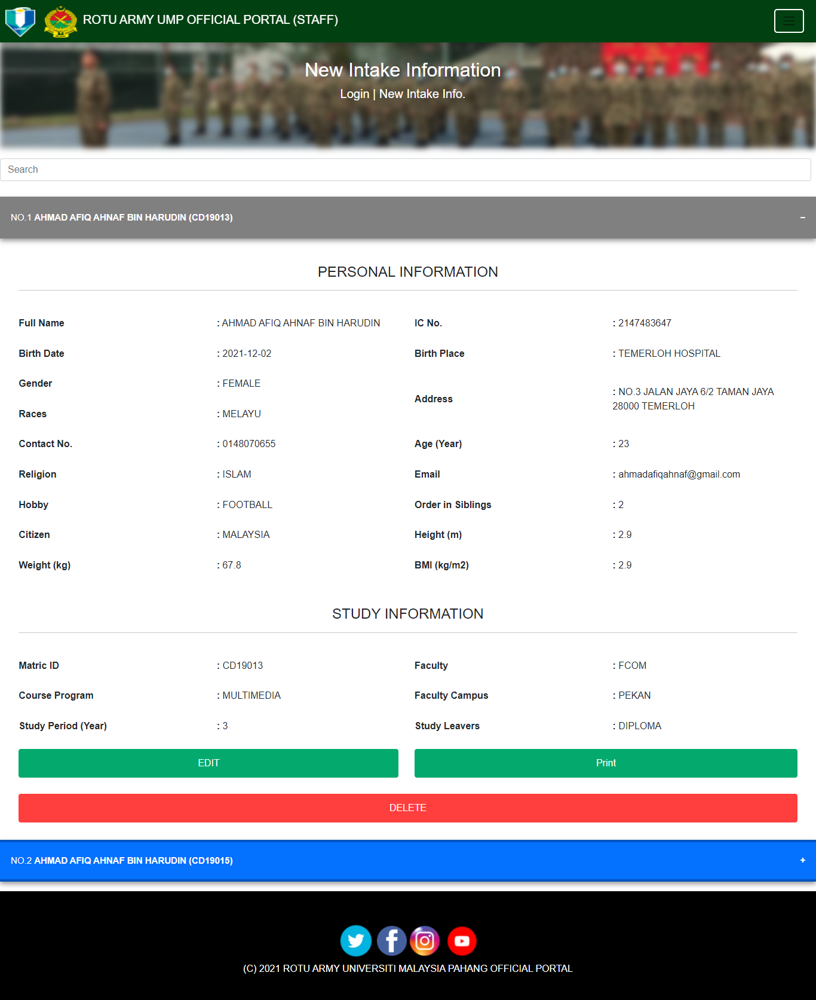 ROTU ARMY UMP OFFICIAL PORTAL (STAFF)
New Intake Information
Login | New Intake Info.
Search
NO.1 AHMAD AFIQ AHNAF BIN HARUDIN (CD19013) −
PERSONAL INFORMATION
Full Name : AHMAD AFIQ AHNAF BIN HARUDIN IC No. : 2147483647
Birth Date : 2021-12-02 Birth Place : TEMERLOH HOSPITAL
Gender : FEMALE
Address : NO.3 JALAN JAYA 6/2 TAMAN JAYA
28000 TEMERLOH
Races : MELAYU
Contact No. : 0148070655 Age (Year) : 23
Religion : ISLAM Email : ahmadafiqahnaf@gmail.com
Hobby : FOOTBALL Order in Siblings : 2
Citizen : MALAYSIA Height (m) : 2.9
Weight (kg) : 67.8 BMI (kg/m2) : 2.9
STUDY INFORMATION
Matric ID : CD19013 Faculty : FCOM
Course Program : MULTIMEDIA Faculty Campus : PEKAN
Study Period (Year) : 3 Study Leavers : DIPLOMA
EDIT Print
DELETE
NO.2 AHMAD AFIQ AHNAF BIN HARUDIN (CD19015) +
(C) 2021 ROTU ARMY UNIVERSITI MALAYSIA PAHANG OFFICIAL PORTAL